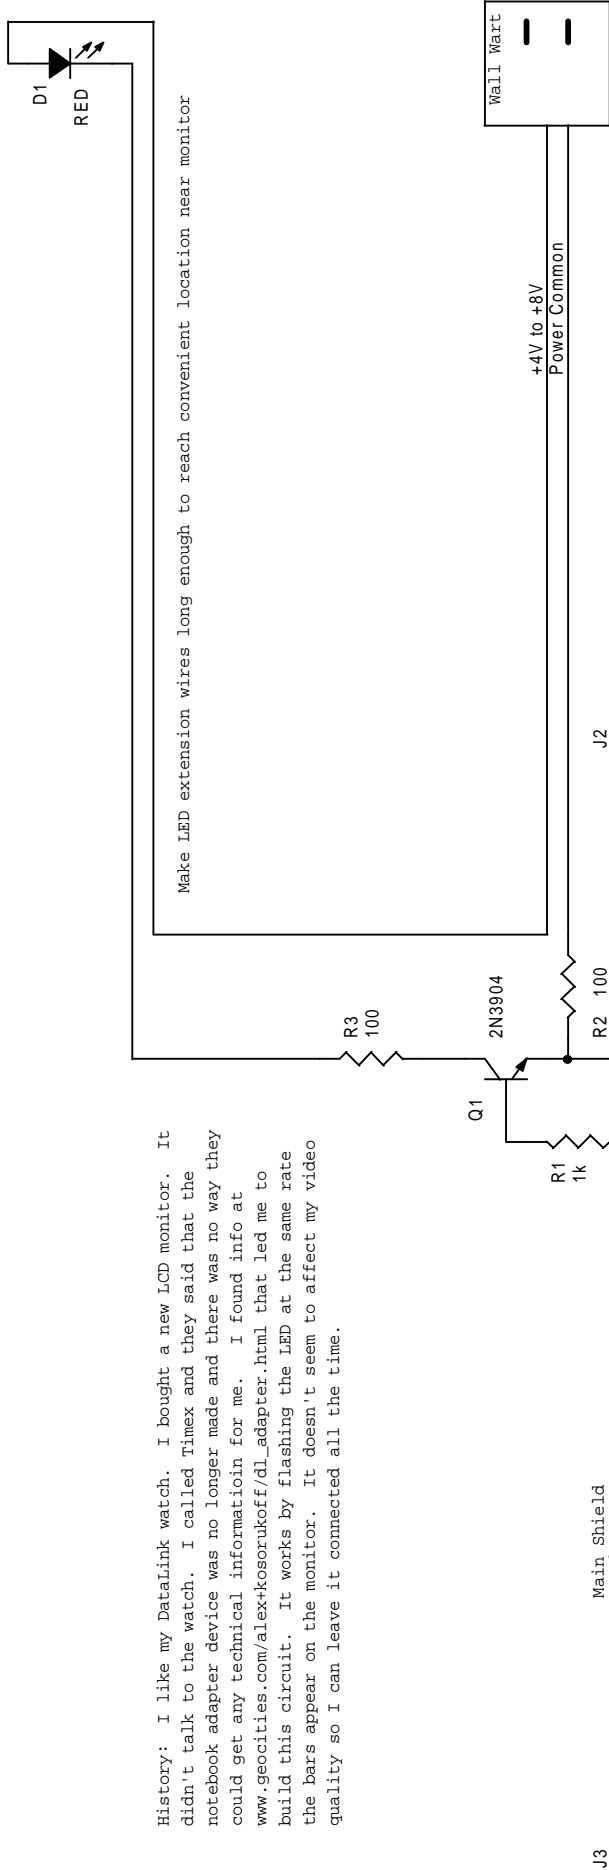 History:  I like my DataLink watch.  I bought a new LCD monitor.  It
didn't talk to the watch.  I called Timex and they said that the
notebook adapter device was no longer made and there was no way they
could get any technical informatioin for me.  I found info at
www.geocities.com/alex+kosorukoff/dl_adapter.html that led me to
build this circuit.  It works by flashing the LED at the same rate
the bars appear on the monitor.  It doesn't seem to affect my video
quality so I can leave it connected all the time.
D1
RED
Make LED extension wires long enough to reach convenient location near monitor
Wall Wart
+4V to +8V
Power Common
R3
100
2N3904
Q1
R1
1k
R2 100
J2
Main Shield
J3